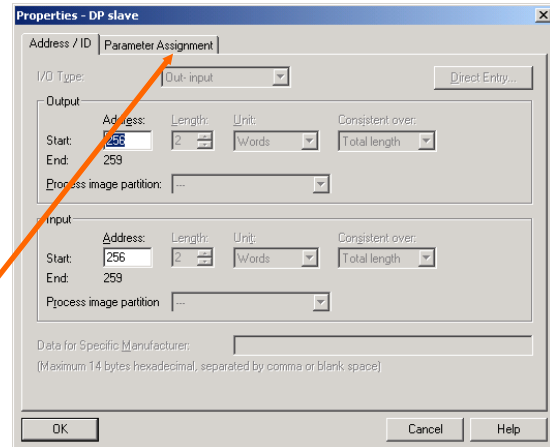 Properties - DP slave
Address / ID Parameter Assignment
I/O Type: Out- input Direct Entry...
Output
Address: Length: Unit: Consistent over:
Start: 256 2 Words Total length
End: 259
Process image partition: ---
Input
Address: Length: Unit: Consistent over:
Start: 256 2 Words Total length
End: 259
Process image partition ---
Data for Specific Manufacturer:
(Maximum 14 bytes hexadecimal, separated by comma or blank space)
OK Cancel Help